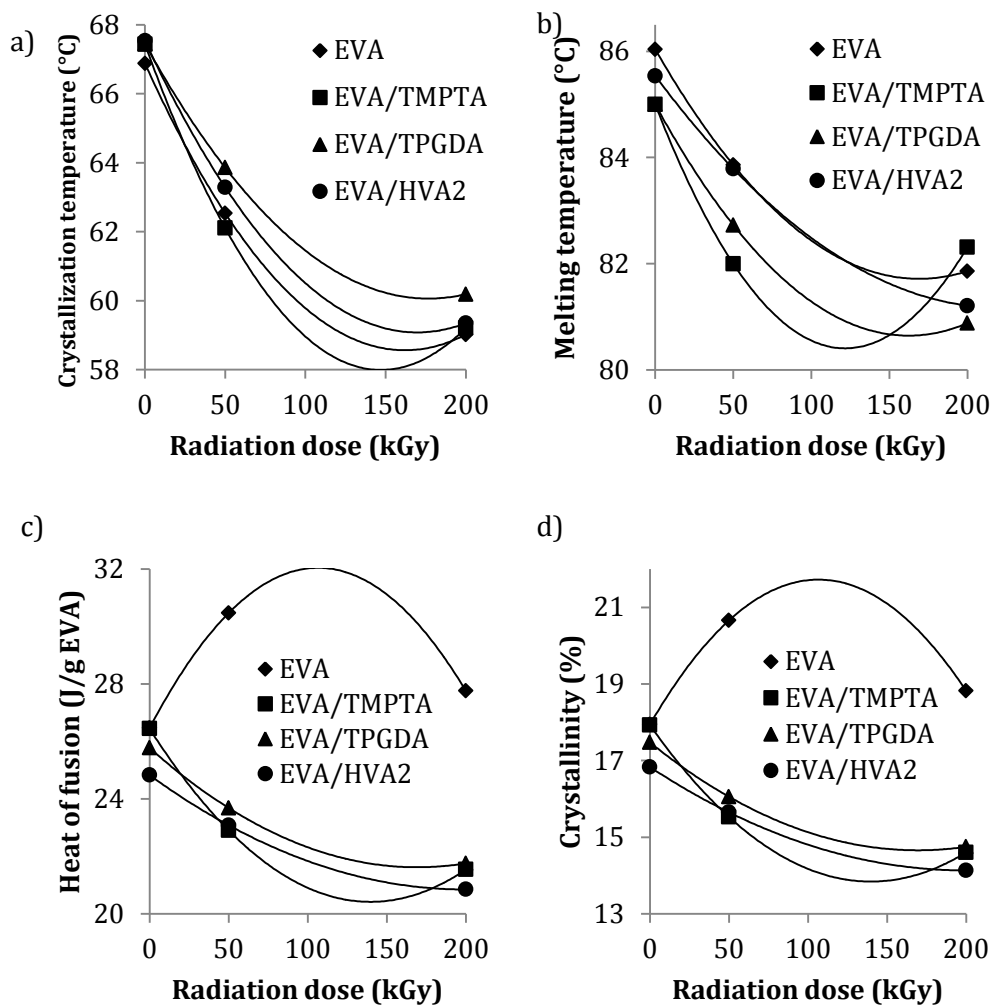 a)
Crystallization temperature (°C)
68
66
64
62
60
58
0
50
100
150
200
Radiation dose (kGy)
EVA
EVA/TMPTA
EVA/TPGDA
EVA/HVA2
b)
Melting temperature (°C)
86
84
82
80
0
50
100
150
200
Radiation dose (kGy)
EVA
EVA/TMPTA
EVA/TPGDA
EVA/HVA2
c)
Heat of fusion (J/g EVA)
32
28
24
20
0
50
100
150
200
Radiation dose (kGy)
EVA
EVA/TMPTA
EVA/TPGDA
EVA/HVA2
d)
Crystallinity (%)
21
19
17
15
13
0
50
100
150
200
Radiation dose (kGy)
EVA
EVA/TMPTA
EVA/TPGDA
EVA/HVA2